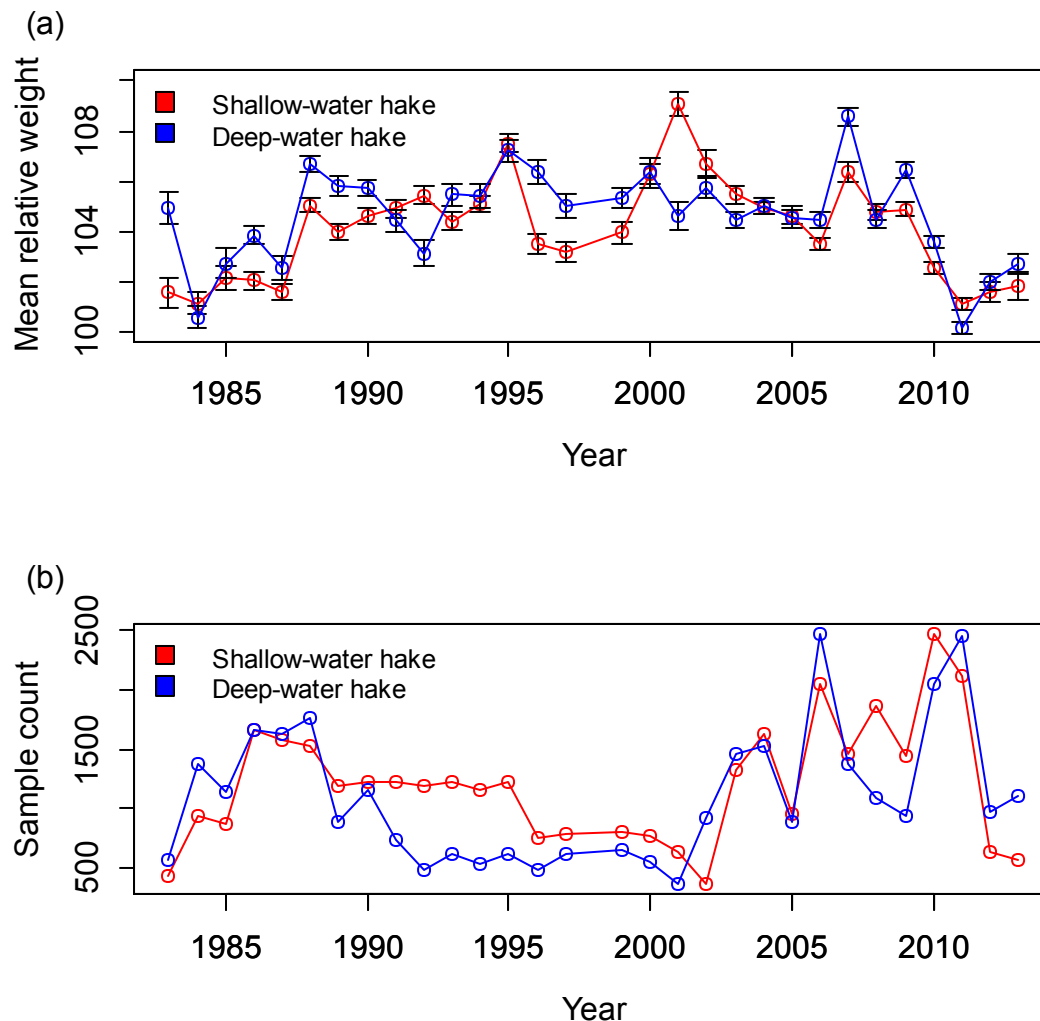 (a)
Mean relative weight
108
104
100
Shallow-water hake
Deep-water hake
1985 1990 1995 2000 2005 2010
Year
(b)
Sample count
2500
1500
500
Shallow-water hake
Deep-water hake
1985 1990 1995 2000 2005 2010
Year